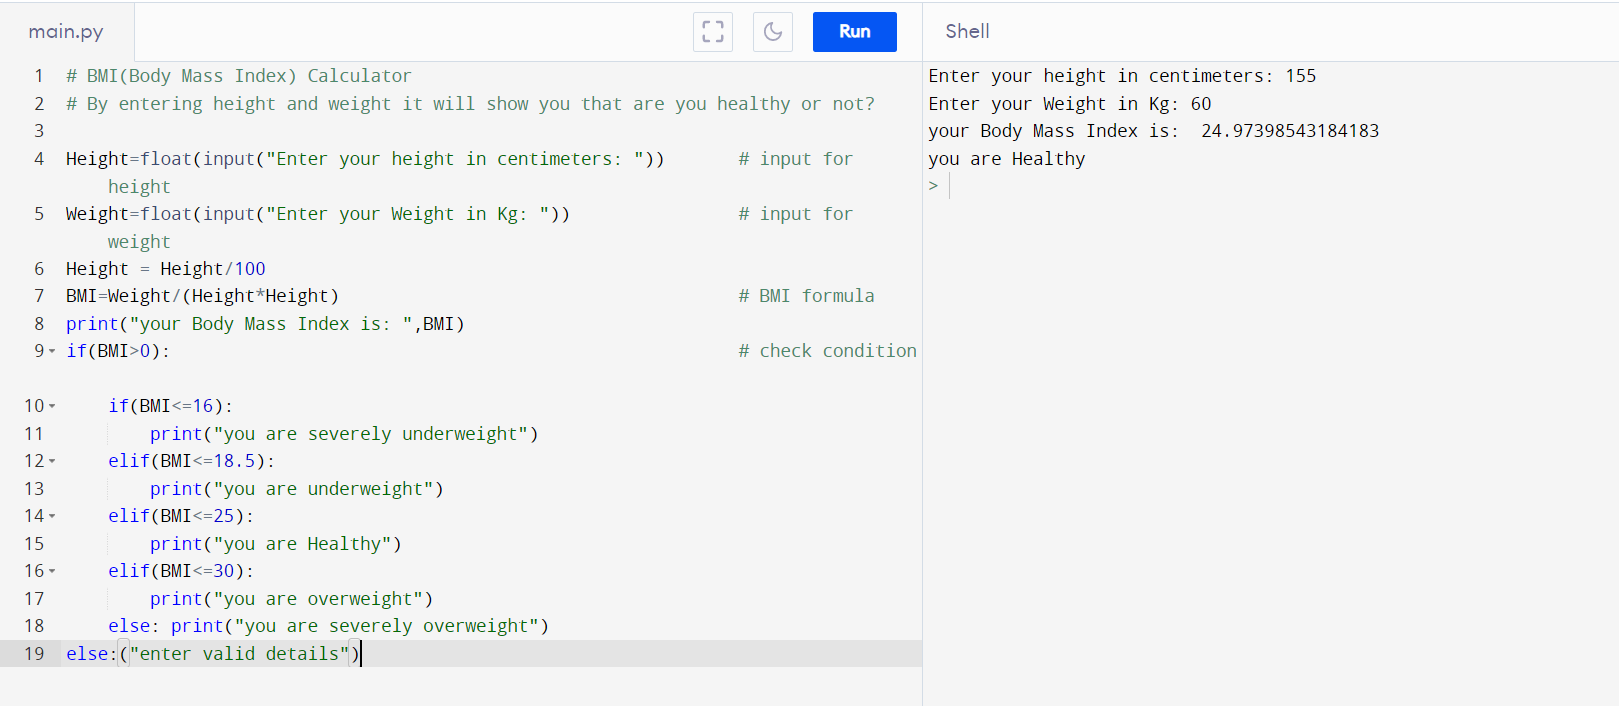 main.py
Run
Shell
1 # BMI(Body Mass Index) Calculator
2 # By entering height and weight it will show you that are you healthy or not?
3
4 Height=float(input("Enter your height in centimeters: ")) # input for
height
5 Weight=float(input("Enter your Weight in Kg: ")) # input for
weight
6 Height = Height/100
7 BMI=Weight/(Height*Height) # BMI formula
8 print("your Body Mass Index is: ",BMI)
9 if(BMI>0): # check condition
10 if(BMI<=16):
11 print("you are severely underweight")
12 elif(BMI<=18.5):
13 print("you are underweight")
14 elif(BMI<=25):
15 print("you are Healthy")
16 elif(BMI<=30):
17 print("you are overweight")
18 else: print("you are severely overweight")
19 else:("enter valid details")
Enter your height in centimeters: 155
Enter your Weight in Kg: 60
your Body Mass Index is:  24.97398543184183
you are Healthy
>